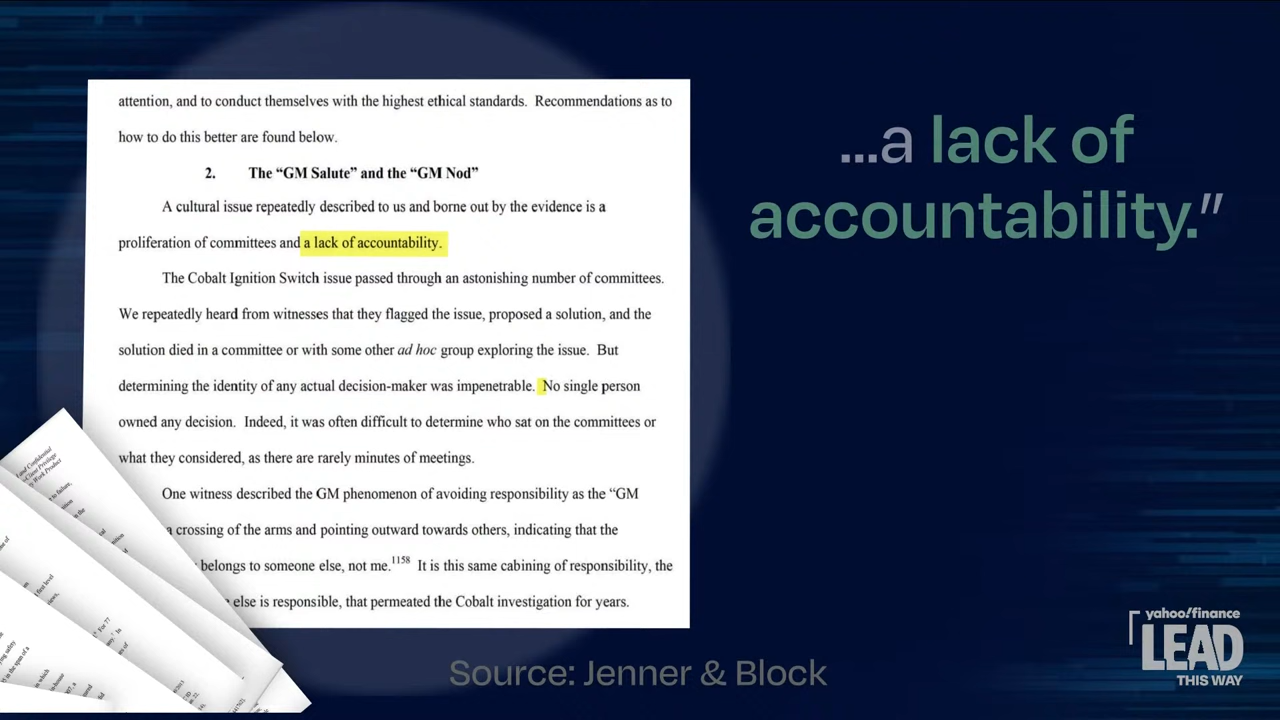 attention, and to conduct themselves with the highest ethical standards. Recommendations as to
how to do this better are found below.
2. The “GM Salute” and the “GM Nod”
A cultural issue repeatedly described to us and borne out by the evidence is a
proliferation of committees and a lack of accountability.
The Cobalt Ignition Switch issue passed through an astonishing number of committees.
We repeatedly heard from witnesses that they flagged the issue, proposed a solution, and the
solution died in a committee or with some other ad hoc group exploring the issue. But
determining the identity of any actual decision-maker was impenetrable. No single person
owned any decision. Indeed, it was often difficult to determine who sat on the committees or
what they considered, as there are rarely minutes of meetings.
One witness described the GM phenomenon of avoiding responsibility as the “GM
a crossing of the arms and pointing outward towards others, indicating that the
belongs to someone else, not me.1158 It is this same cabining of responsibility, the
else is responsible, that permeated the Cobalt investigation for years.
...a lack of
accountability.”
Source: Jenner & Block
yahoo!finance
LEAD
THIS WAY